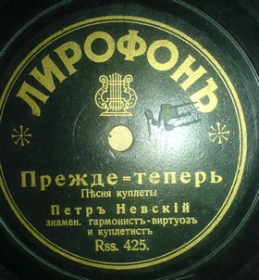 ЛИРОФОНЪ
Прежде=теперь
Пѣсня куплеты
Петръ Невскій
знамен. гармонистъ-виртуозъ
и куплетистъ
Rss. 425.